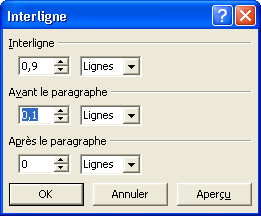 Interligne
Interligne
0,9 Lignes
Avant le paragraphe
0,1 Lignes
Après le paragraphe
0 Lignes
OK Annuler Aperçu